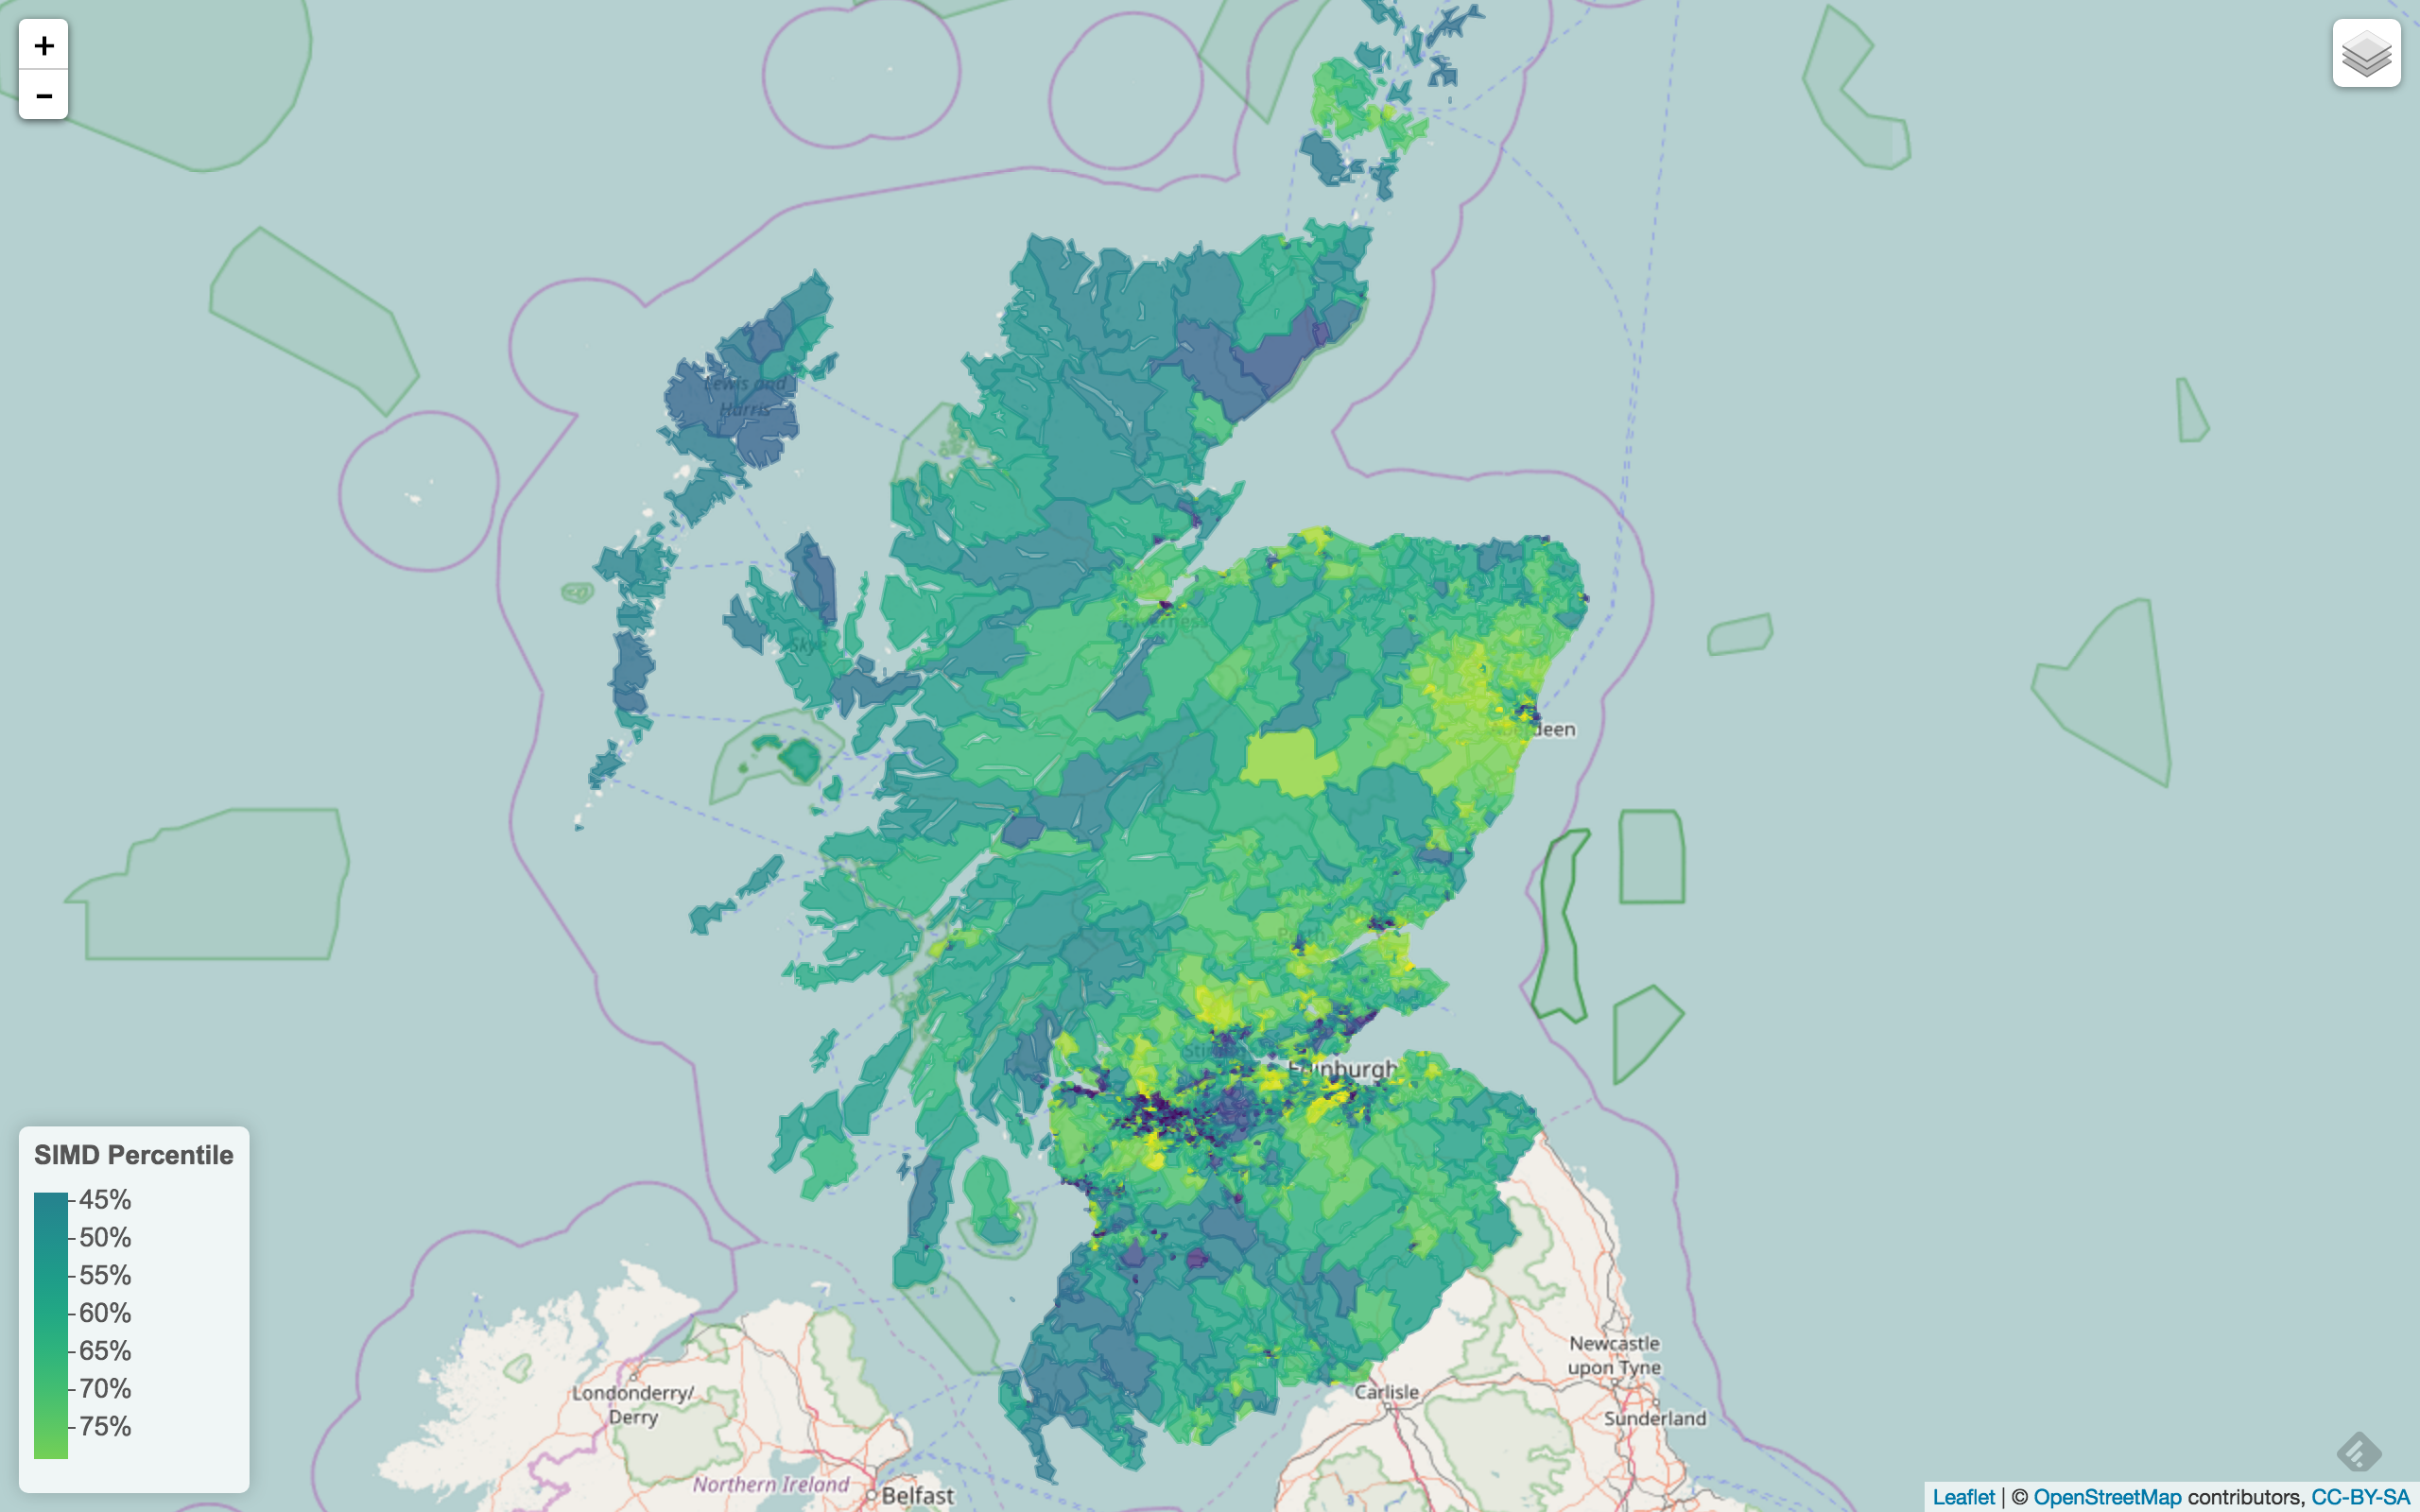 +
−
Lewis and
Harris
Skye
Inverness
Aberdeen
Perth
Stirling
Edinburgh
SIMD Percentile
45%
50%
55%
60%
65%
70%
75%
Londonderry/
Derry
Northern Ireland
Belfast
Carlisle
Newcastle
upon Tyne
Sunderland
Leaflet | © OpenStreetMap contributors, CC-BY-SA